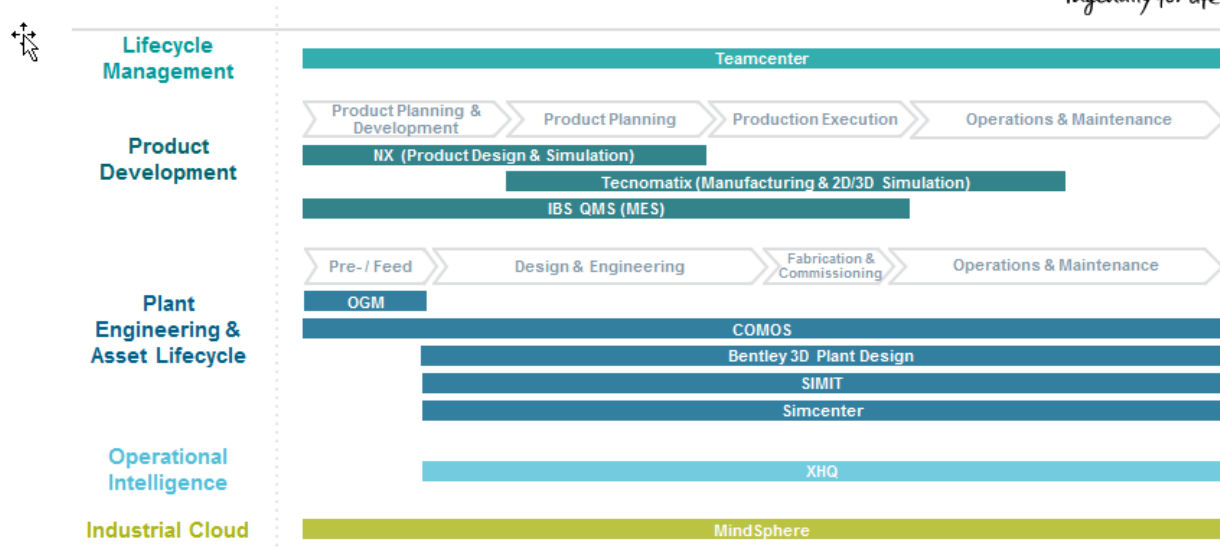 for life
Lifecycle
Management
Teamcenter
Product Planning &
Development
Product Planning
Production Execution
Operations & Maintenance
Product
Development
NX (Product Design & Simulation)
Tecnomatix (Manufacturing & 2D/3D Simulation)
IBS QMS (MES)
Pre- / Feed
Design & Engineering
Fabrication &
Commissioning
Operations & Maintenance
Plant
Engineering &
Asset Lifecycle
OGM
COMOS
Bentley 3D Plant Design
SIMIT
Simcenter
Operational
Intelligence
XHQ
Industrial Cloud
MindSphere